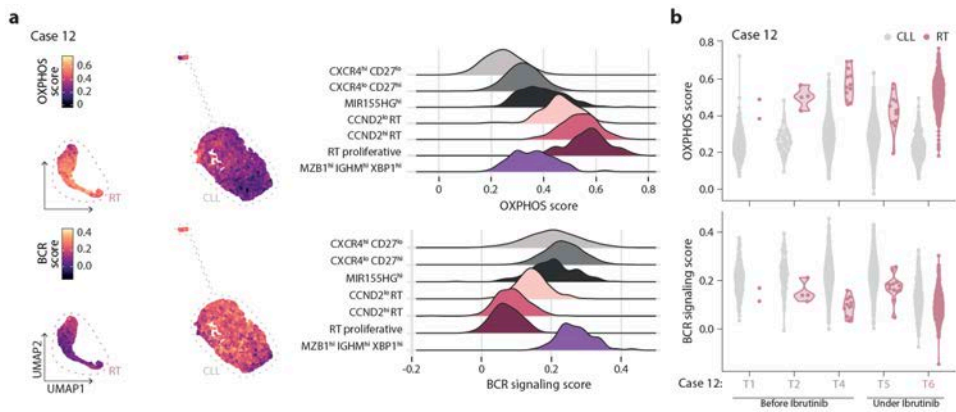 a
Case 12
OXPHOS
score
0.6
0.4
0.2
0.0
RT
CLL
CXCR4ʰⁱ CD27ˡᵒ
CXCR4ˡᵒ CD27ʰⁱ
MIR155HGʰⁱ
CCND2ˡᵒ RT
CCND2ʰⁱ RT
RT proliferative
MZB1ʰⁱ IGHMʰⁱ XBP1ʰⁱ
0
0.2
0.4
0.6
0.8
OXPHOS score
BCR
score
0.4
0.2
0.0
UMAP2
UMAP1
RT
CLL
CXCR4ʰⁱ CD27ˡᵒ
CXCR4ˡᵒ CD27ʰⁱ
MIR155HGʰⁱ
CCND2ˡᵒ RT
CCND2ʰⁱ RT
RT proliferative
MZB1ʰⁱ IGHMʰⁱ XBP1ʰⁱ
-0.2
0
0.2
0.4
BCR signaling score
b
Case 12
CLL
RT
OXPHOS score
0.8
0.6
0.4
0.2
0.0
BCR signaling score
0.4
0.2
0.0
Case 12:
T1
T2
T4
T5
T6
Before Ibrutinib
Under Ibrutinib